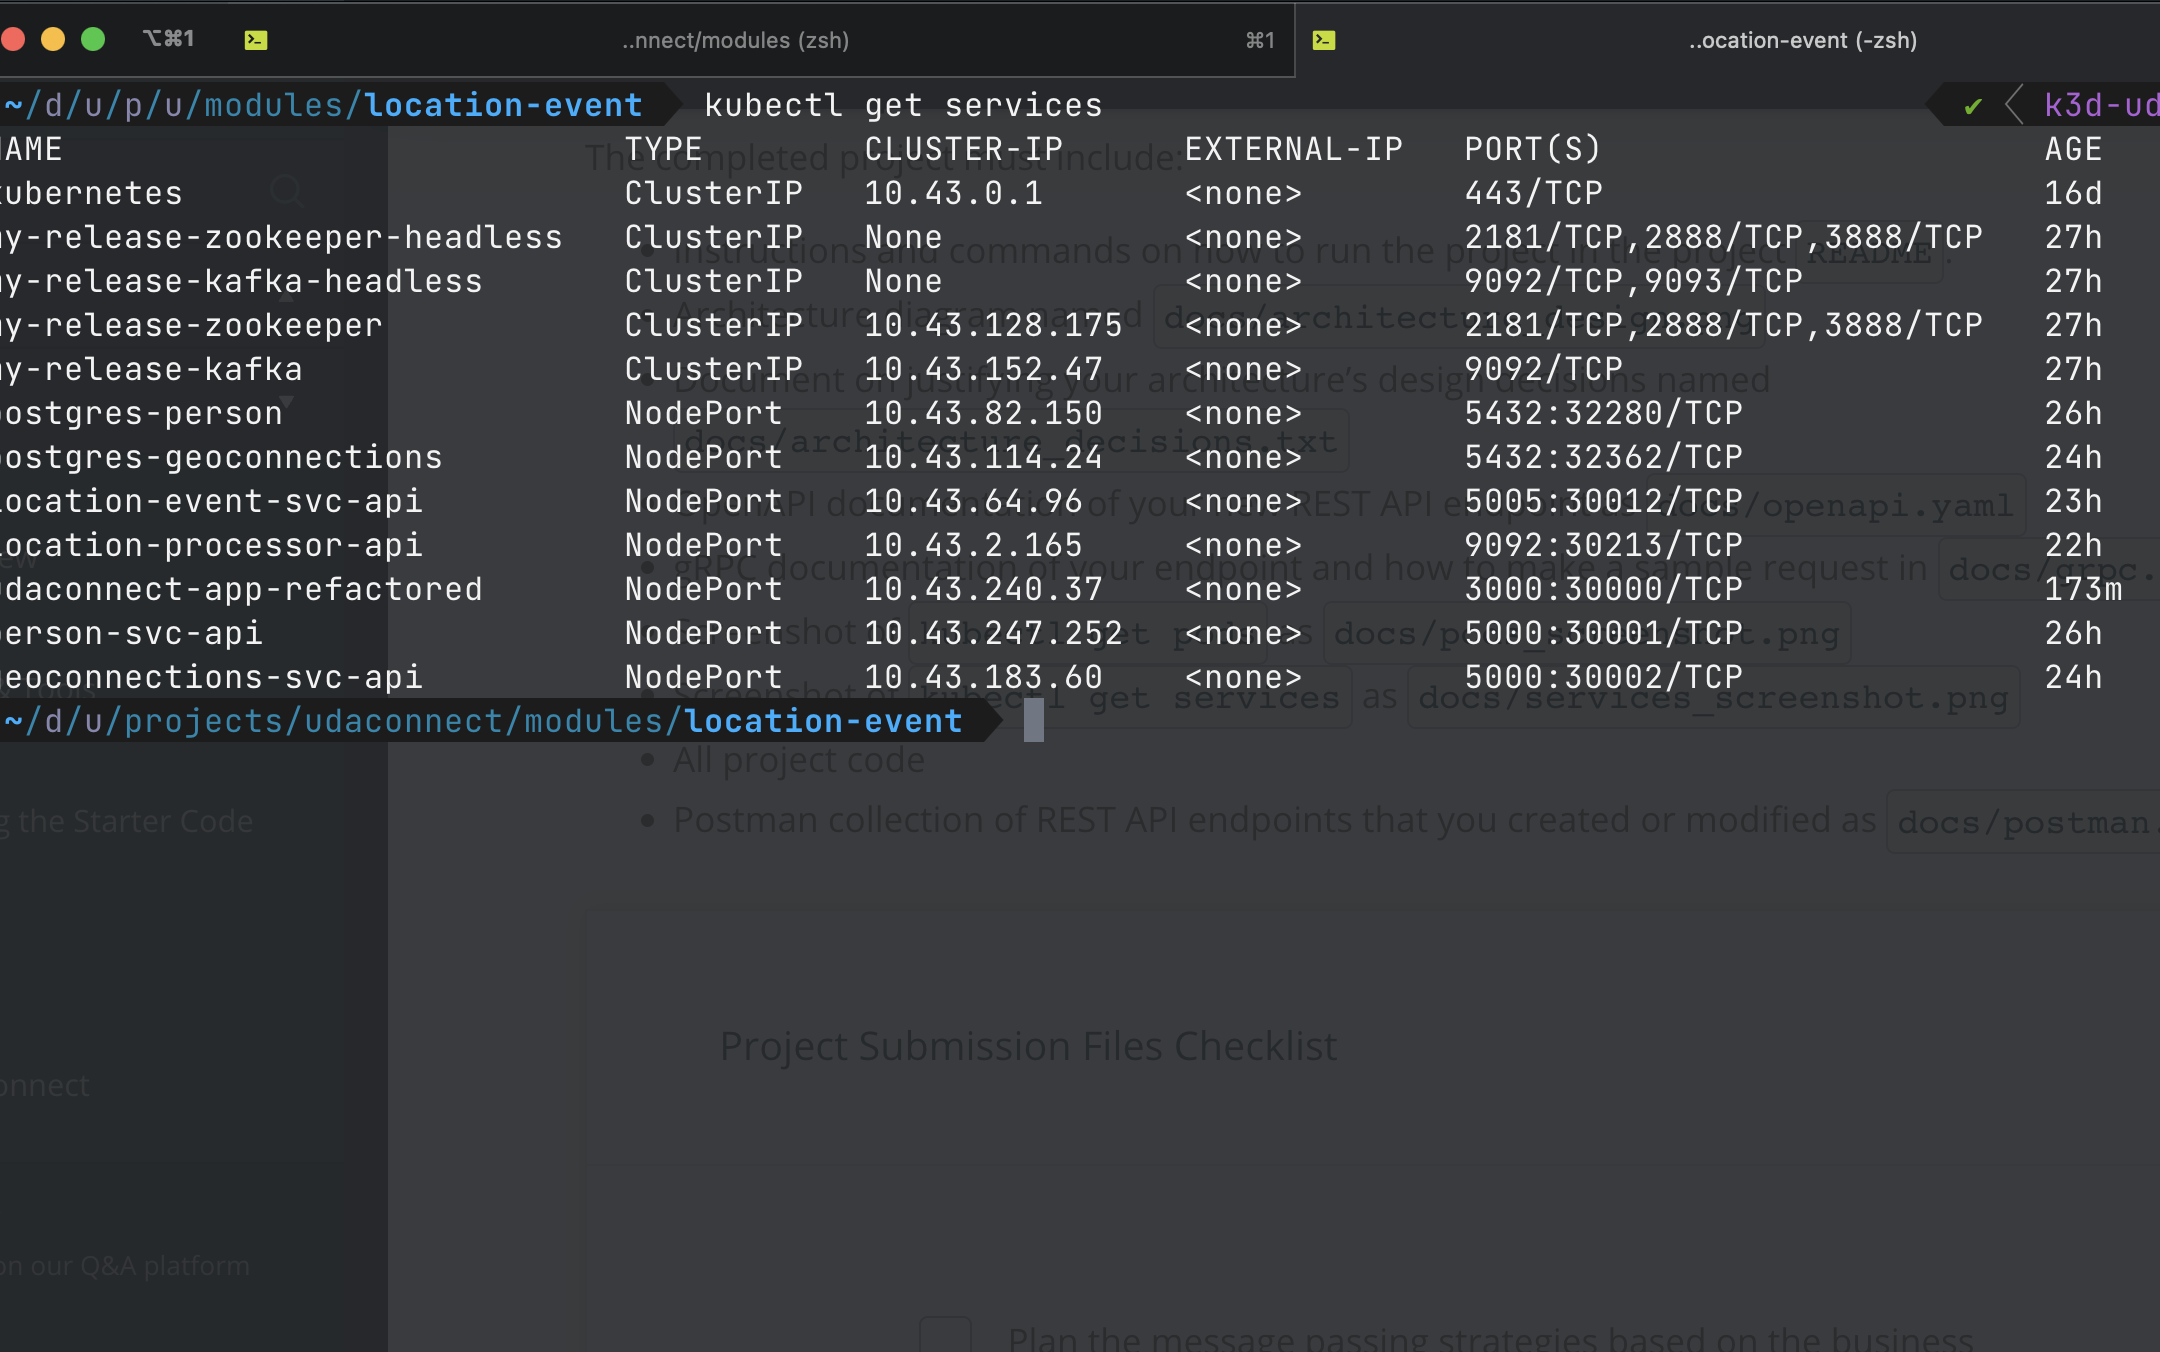 ⌥⌘1 ..nnect/modules (zsh) ⌘1 ..ocation-event (-zsh)
~/d/u/p/u/modules/location-event kubectl get services ✔ k3d-ud
AME TYPE CLUSTER-IP EXTERNAL-IP PORT(S) AGE
ubernetes ClusterIP 10.43.0.1 <none> 443/TCP 16d
y-release-zookeeper-headless ClusterIP None <none> 2181/TCP,2888/TCP,3888/TCP 27h
y-release-kafka-headless ClusterIP None <none> 9092/TCP,9093/TCP 27h
y-release-zookeeper ClusterIP 10.43.128.175 <none> 2181/TCP,2888/TCP,3888/TCP 27h
y-release-kafka ClusterIP 10.43.152.47 <none> 9092/TCP 27h
ostgres-person NodePort 10.43.82.150 <none> 5432:32280/TCP 26h
ostgres-geoconnections NodePort 10.43.114.24 <none> 5432:32362/TCP 24h
ocation-event-svc-api NodePort 10.43.64.96 <none> 5005:30012/TCP 23h
ocation-processor-api NodePort 10.43.2.165 <none> 9092:30213/TCP 22h
daconnect-app-refactored NodePort 10.43.240.37 <none> 3000:30000/TCP 173m
erson-svc-api NodePort 10.43.247.252 <none> 5000:30001/TCP 26h
eoconnections-svc-api NodePort 10.43.183.60 <none> 5000:30002/TCP 24h
~/d/u/projects/udaconnect/modules/location-event
The completed project must include:
Instructions and commands on how to run the project in the project README.
Architecture diagram named
Document on justifying your architecture's design decisions named
docs/architecture_decisions.txt
documentation of your REST API docs/openapi.yaml
gRPC documentation of your endpoint and how to make a sample request in docs/grpc.
Screenshot of kubectl get services as docs/services_screenshot.png
All project code
Postman collection of REST API endpoints that you created or modified as docs/postman.
g the Starter Code
Project Submission Files Checklist
onnect
on our Q&A platform
Plan the message passing strategies based on the business